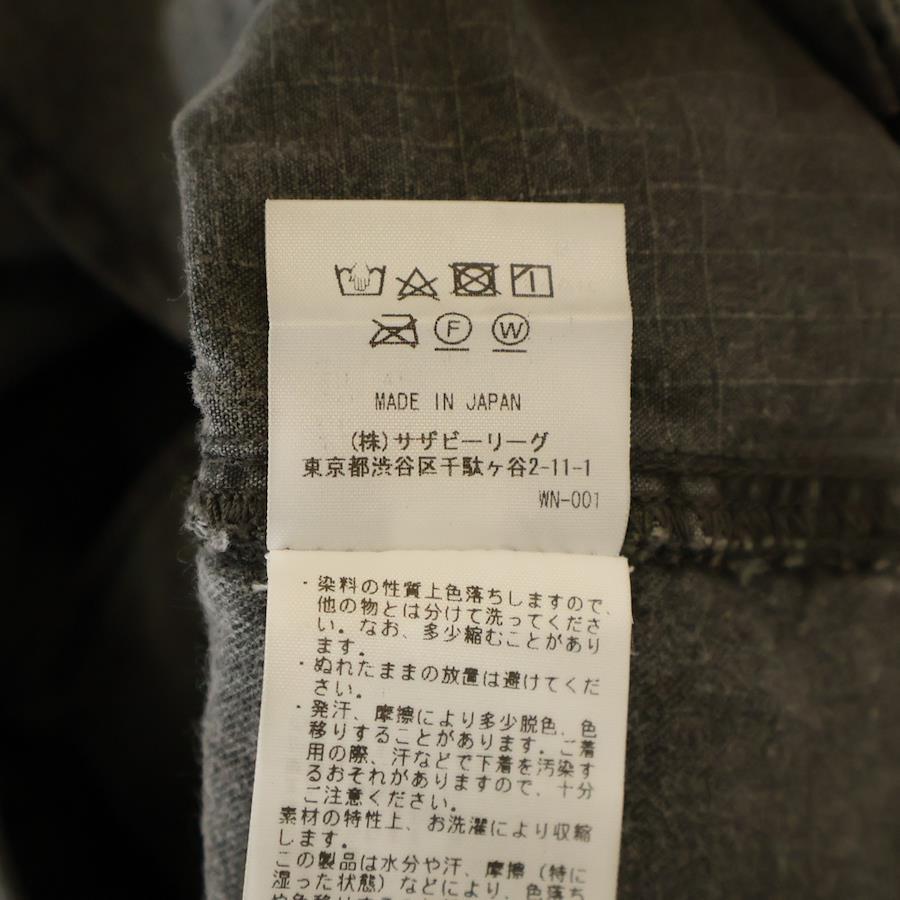 1
F W
MADE IN JAPAN
(株)サザビーリーグ
東京都渋谷区千駄ヶ谷2-11-1
WN-001
・染料の性質上色落ちしますので、
他の物とは分けて洗ってくださ
い。なお、多少縮むことがあり
ます。
・ぬれたままの放置は避けてくだ
さい。
・発汗、摩擦により多少脱色、色
移りすることがあります。ご着
用の際、汗などで下着を汚染す
るおそれがありますので、十分
ご注意ください。
素材の特性上、お洗濯により収縮
します。
この製品は水分や汗、摩擦（特に
湿った状態）などにより、色落ち